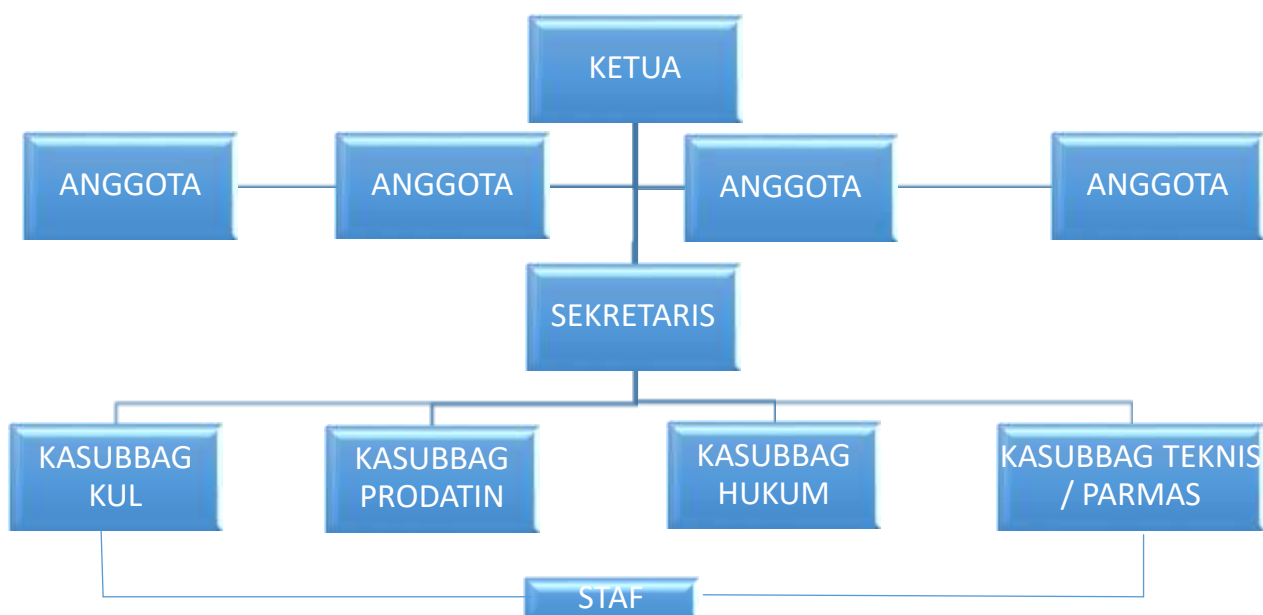 KETUA
ANGGOTA
ANGGOTA
ANGGOTA
ANGGOTA
SEKRETARIS
KASUBBAG
KUL
KASUBBAG
PRODATIN
KASUBBAG
HUKUM
KASUBBAG TEKNIS
/ PARMAS
STAF